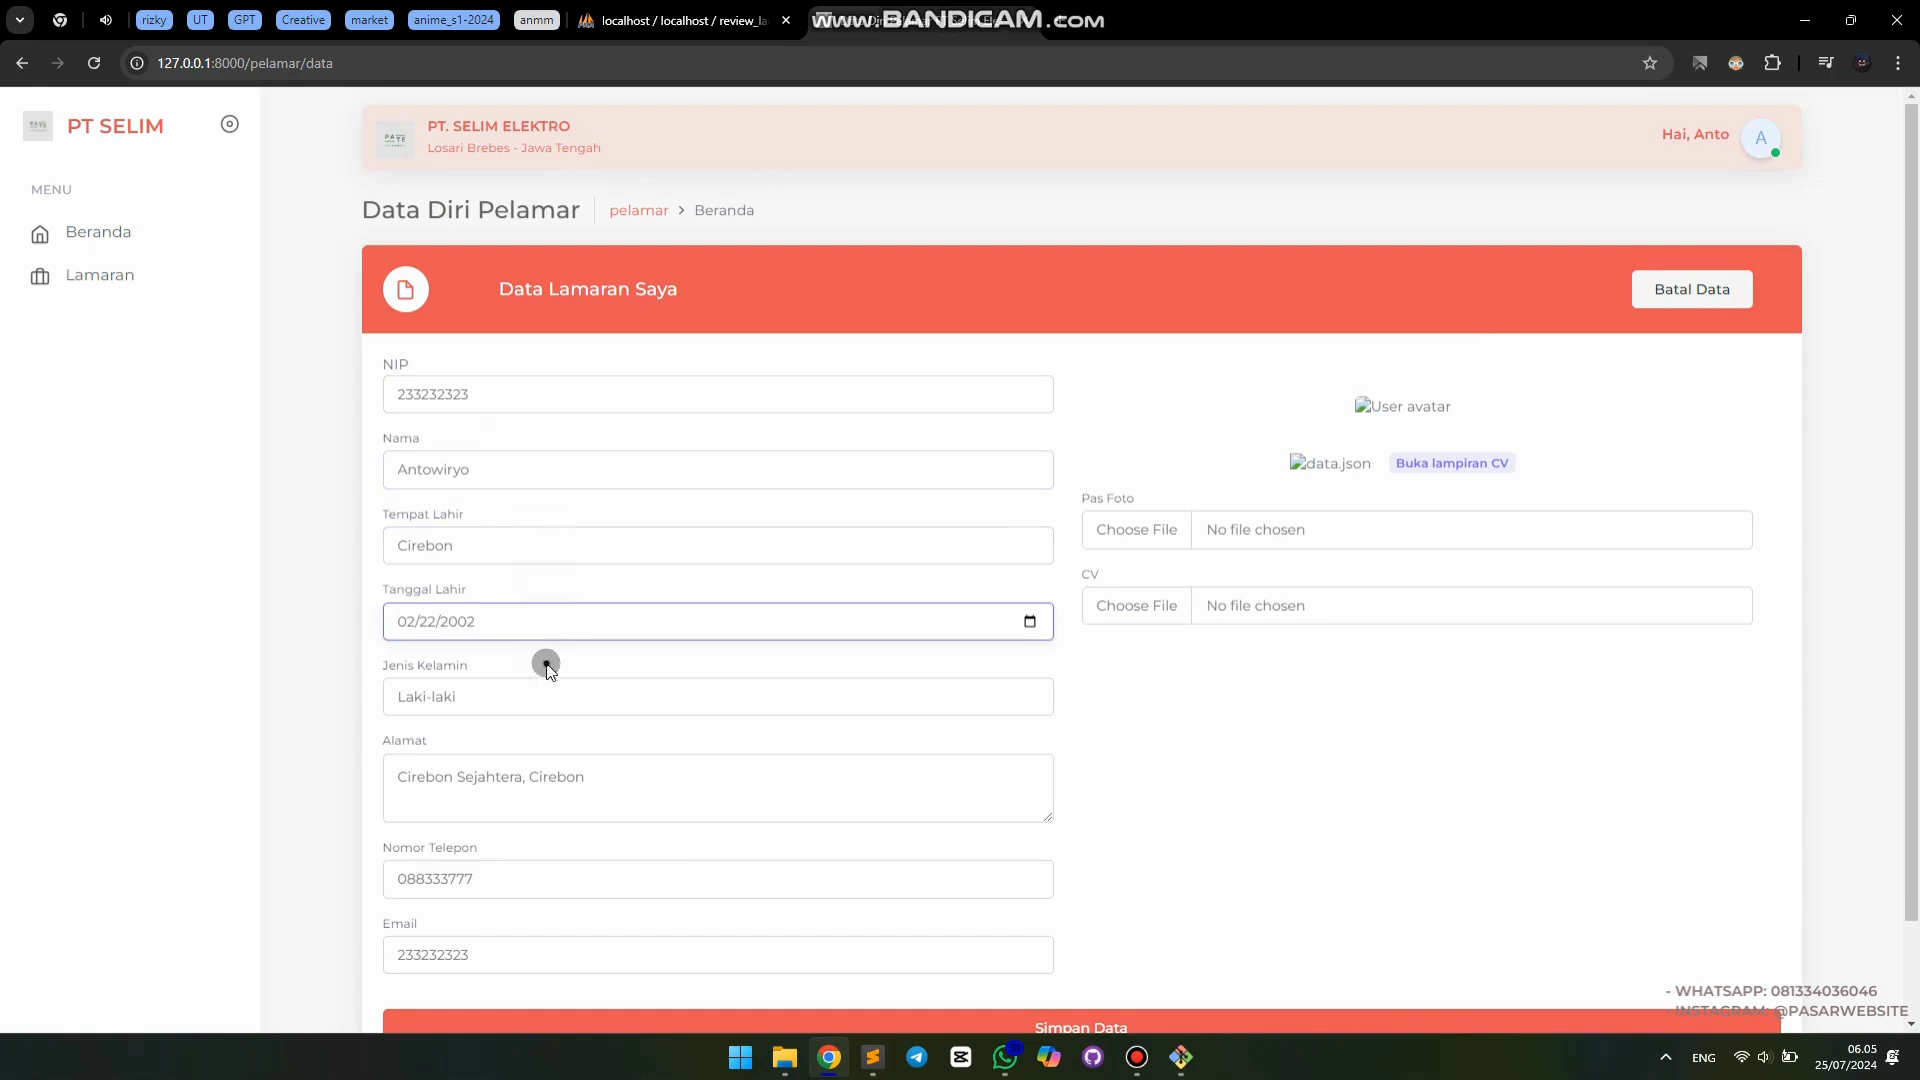 rizky
UT
GPT
Creative
market
anime_s1-2024
anmm
localhost / localhost / review_la
www.BANDICAM.COM
127.0.0.1:8000/pelamar/data
PT SELIM
PT. SELIM ELEKTRO
Losari Brebes - Jawa Tengah
Hai, Anto
A
MENU
Beranda
Lamaran
Data Diri Pelamar
pelamar > Beranda
Data Lamaran Saya
Batal Data
NIP
233232323
Nama
Antowiryo
Tempat Lahir
Cirebon
Tanggal Lahir
02/22/2002
Jenis Kelamin
Laki-laki
Alamat
Cirebon Sejahtera, Cirebon
Nomor Telepon
088333777
Email
233232323
User avatar
data.json
Buka lampiran CV
Pas Foto
Choose File No file chosen
CV
Choose File No file chosen
Simpan Data
- WHATSAPP: 081334036046
- INSTAGRAM: @PASARWEBSITE
ENG
06.05
25/07/2024